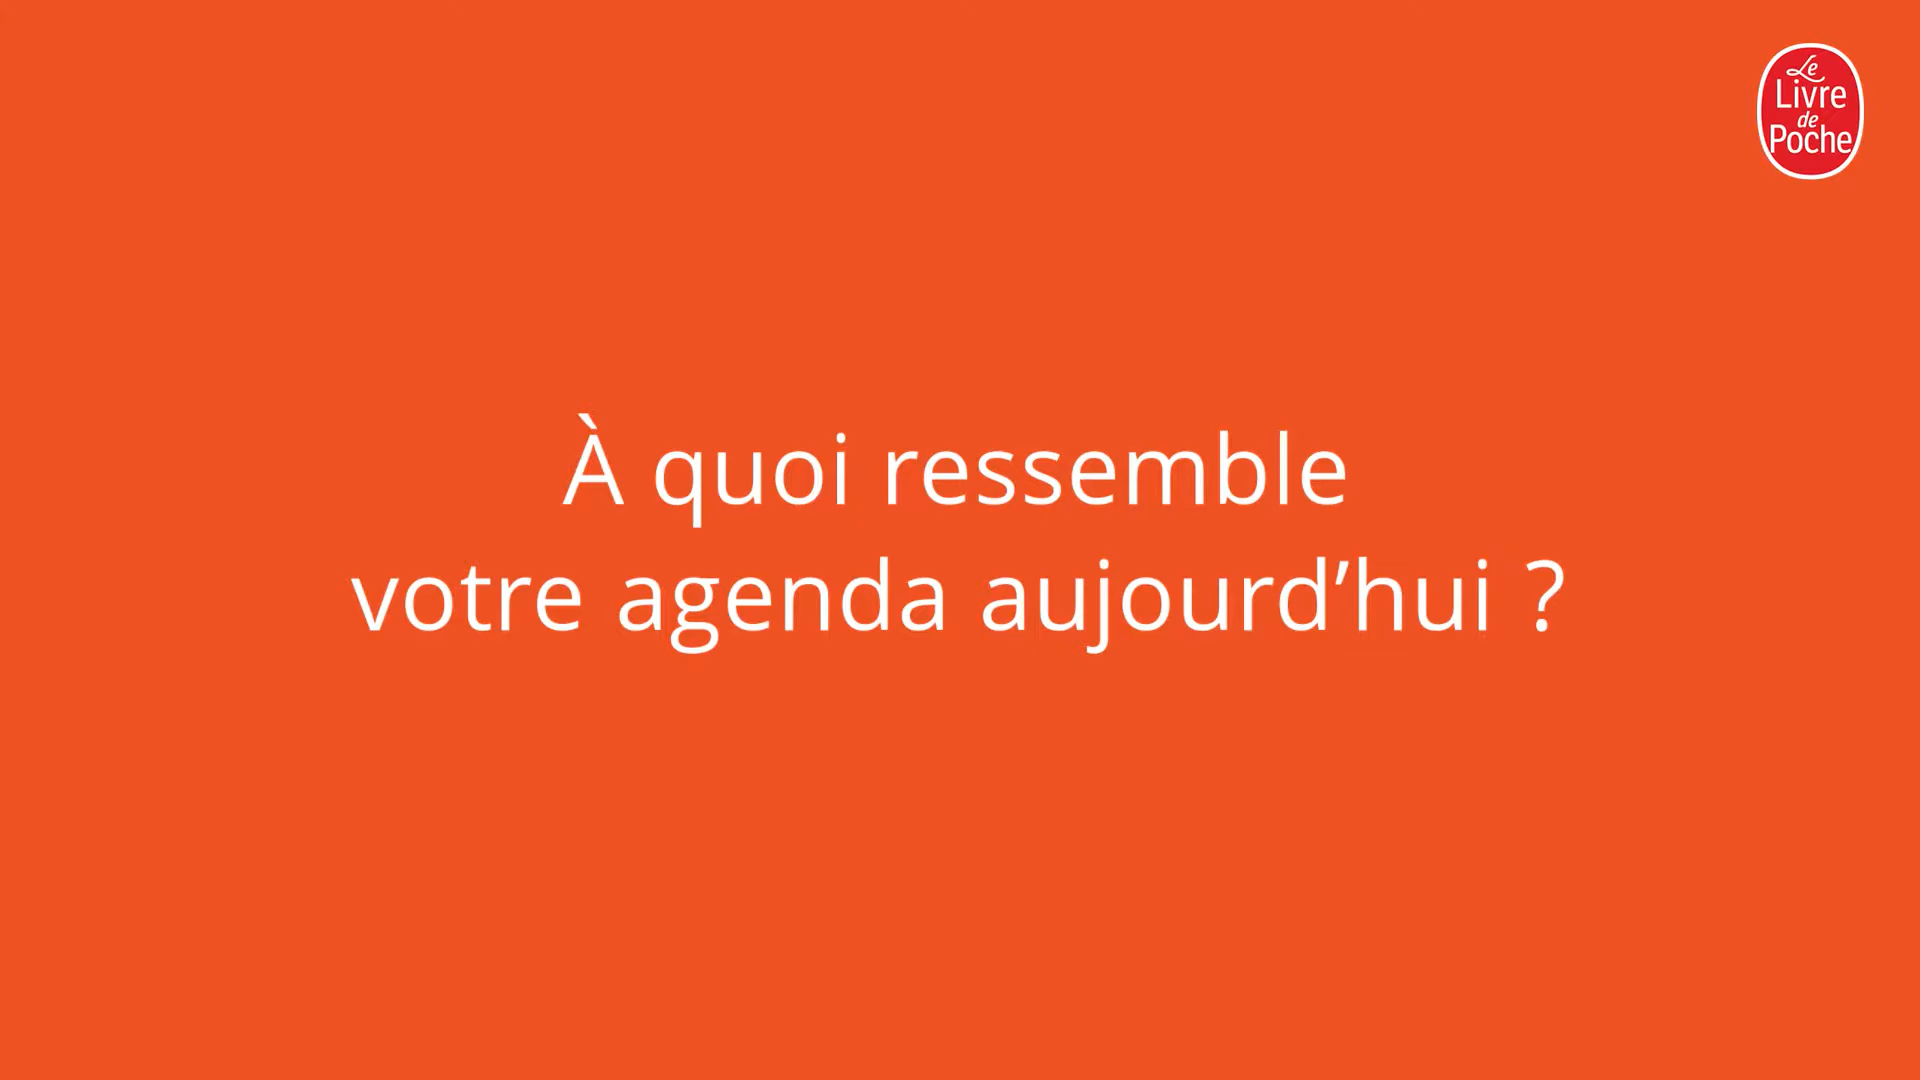 Le
Livre
de
Poche
À quoi ressemble
votre agenda aujourd’hui ?